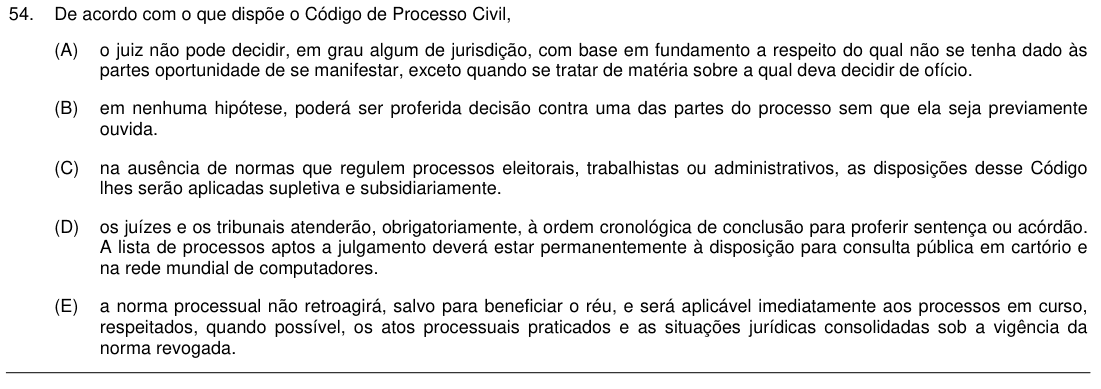 54. De acordo com o que dispõe o Código de Processo Civil,
(A) o juiz não pode decidir, em grau algum de jurisdição, com base em fundamento a respeito do qual não se tenha dado às
partes oportunidade de se manifestar, exceto quando se tratar de matéria sobre a qual deva decidir de ofício.
(B) em nenhuma hipótese, poderá ser proferida decisão contra uma das partes do processo sem que ela seja previamente
ouvida.
(C) na ausência de normas que regulem processos eleitorais, trabalhistas ou administrativos, as disposições desse Código
lhes serão aplicadas supletiva e subsidiariamente.
(D) os juízes e os tribunais atenderão, obrigatoriamente, à ordem cronológica de conclusão para proferir sentença ou acórdão.
A lista de processos aptos a julgamento deverá estar permanentemente à disposição para consulta pública em cartório e
na rede mundial de computadores.
(E) a norma processual não retroagirá, salvo para beneficiar o réu, e será aplicável imediatamente aos processos em curso,
respeitados, quando possível, os atos processuais praticados e as situações jurídicas consolidadas sob a vigência da
norma revogada.